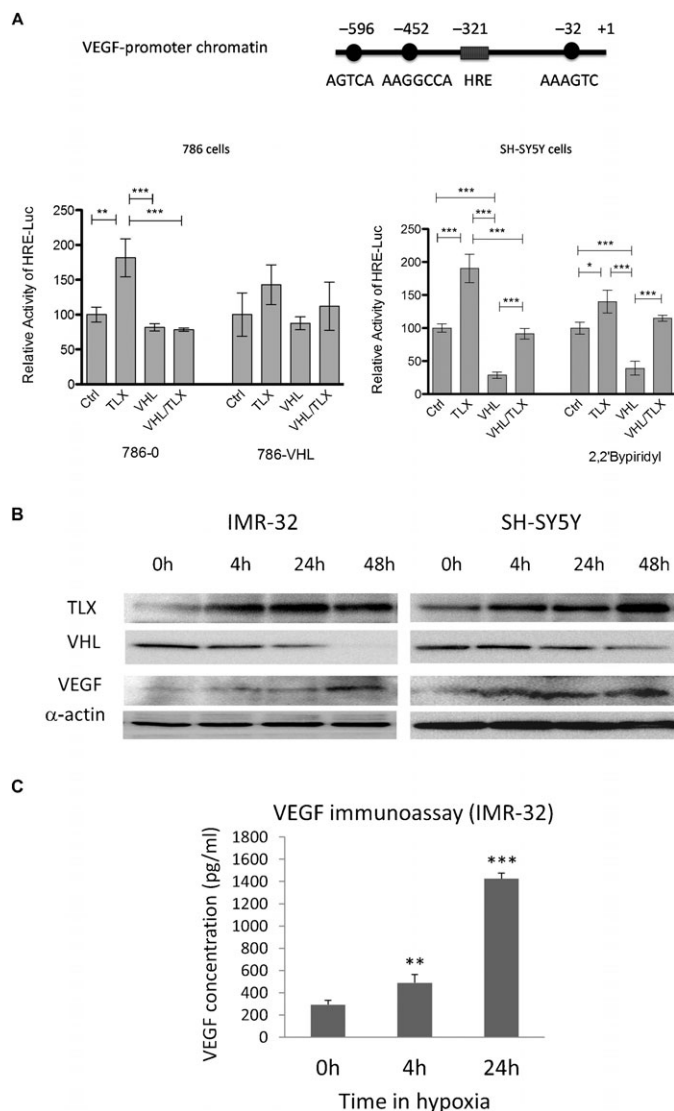 A
−596 −452 −321 −32 +1
VEGF-promoter chromatin
AGTCA AAGGCCA HRE AAAGTC
786 cells
SH-SY5Y cells
Relative Activity of HRE-Luc
250
200
150
100
50
0
** *** ***
Ctrl TLX VHL VHL/TLX Ctrl TLX VHL VHL/TLX
786-0 786-VHL
Relative Activity of HRE-Luc
250
200
150
100
50
0
*** *** *** *** ***
*** * *** ***
Ctrl TLX VHL VHL/TLX Ctrl TLX VHL VHL/TLX
2,2'Bypiridyl
B
IMR-32 SH-SY5Y
0h 4h 24h 48h 0h 4h 24h 48h
TLX
VHL
VEGF
α-actin
C
VEGF immunoassay (IMR-32)
VEGF concentration (pg/ml)
1800
1600
1400
1200
1000
800
600
400
200
0
** ***
0h 4h 24h
Time in hypoxia